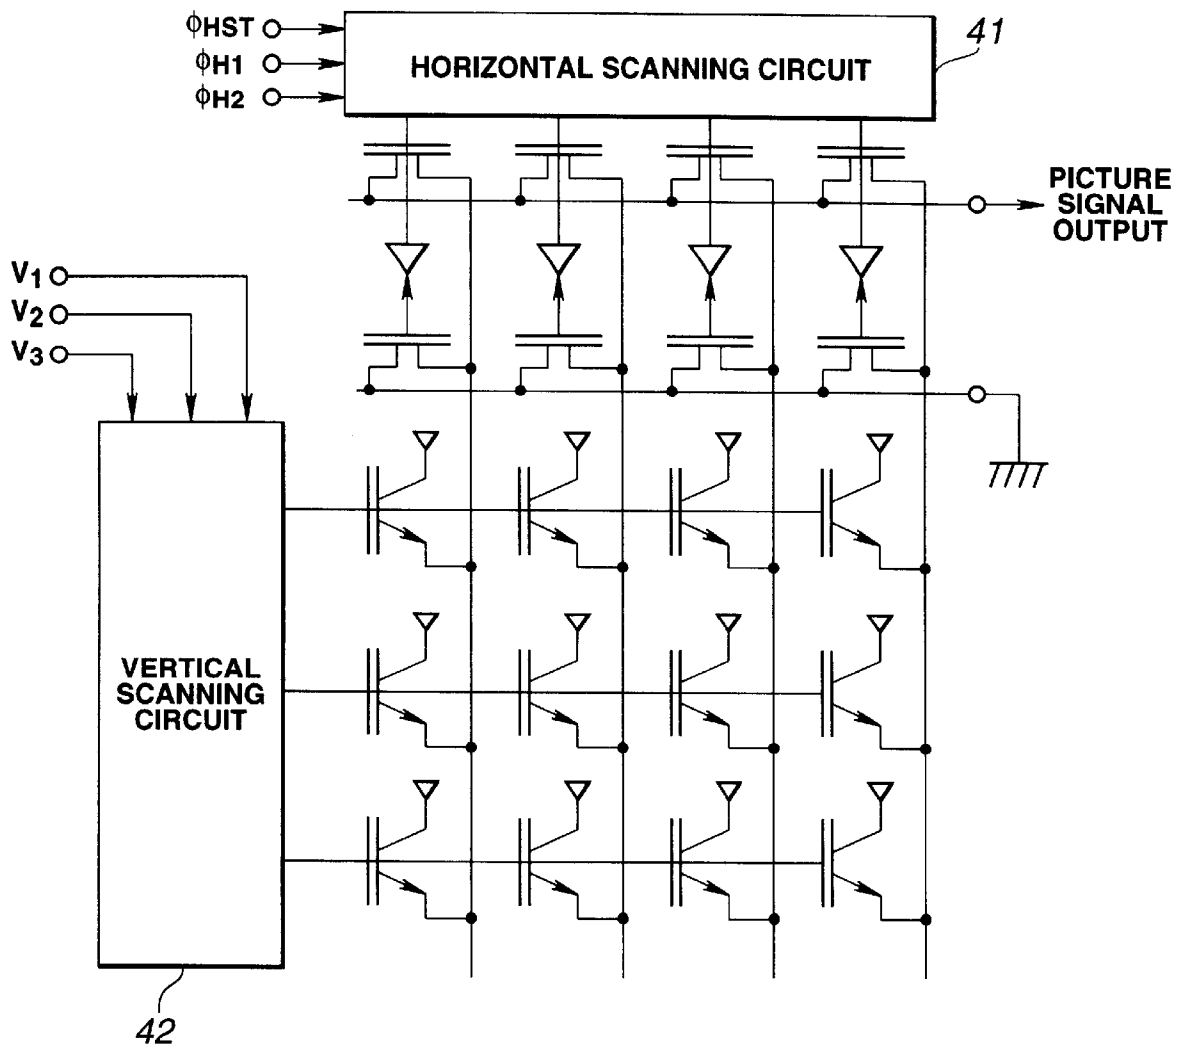 ϕHST
ϕH1
ϕH2
HORIZONTAL SCANNING CIRCUIT
41
PICTURE
SIGNAL
OUTPUT
V1
V2
V3
VERTICAL
SCANNING
CIRCUIT
42